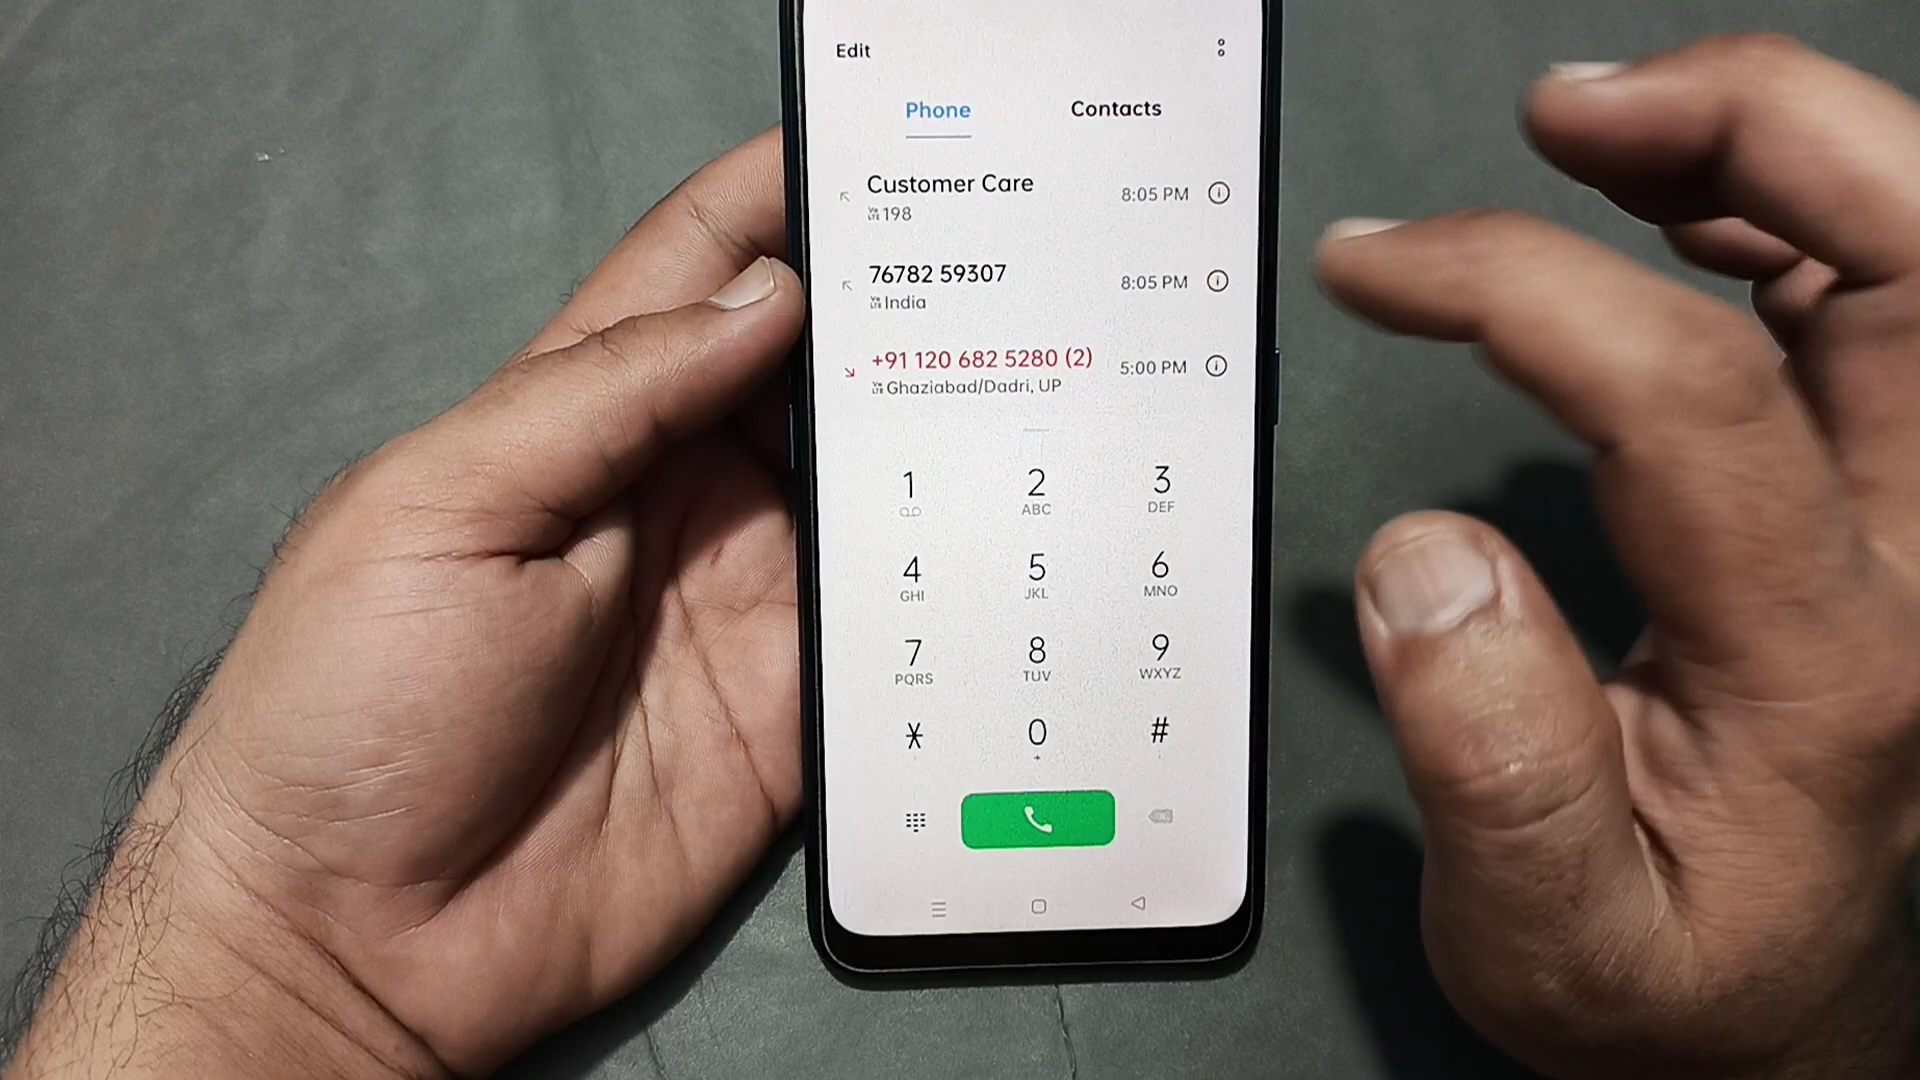 Edit
Phone Contacts
Customer Care 8:05 PM
198
76782 59307 8:05 PM
India
+91 120 682 5280 (2) 5:00 PM
Ghaziabad/Dadri, UP
1 2 3
ABC DEF
4 5 6
GHI JKL MNO
7 8 9
PQRS TUV WXYZ
* 0 #
+